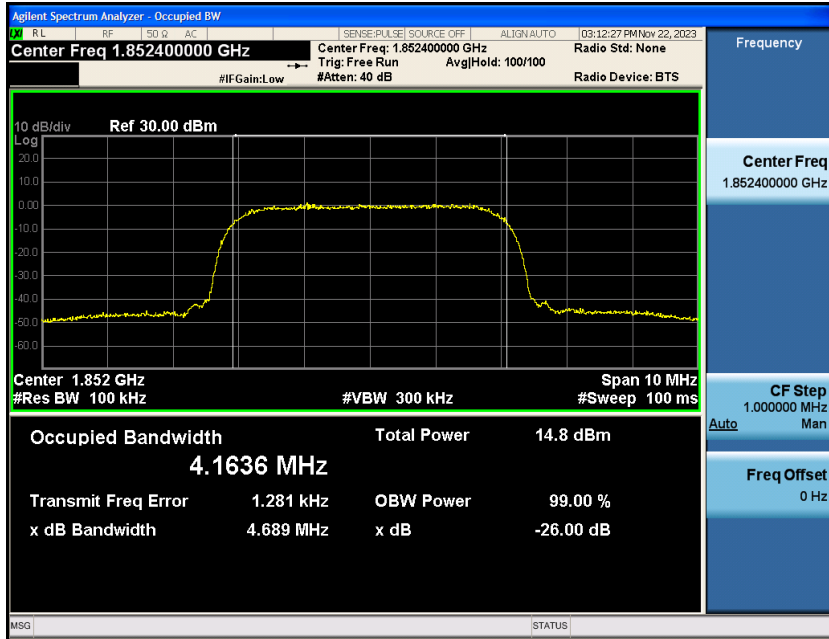 Agilent Spectrum Analyzer - Occupied BW
LXI RL RF 50 Ω AC SENSE:PULSE SOURCE OFF ALIGN AUTO 03:12:27 PM Nov 22, 2023
Center Freq 1.852400000 GHz
Center Freq: 1.852400000 GHz
Radio Std: None
Trig: Free Run Avg|Hold: 100/100
#IFGain:Low
#Atten: 40 dB
Radio Device: BTS
10 dB/div Ref 30.00 dBm
Log
20.0
10.0
0.00
-10.0
-20.0
-30.0
-40.0
-50.0
-60.0
Center 1.852 GHz Span 10 MHz
#Res BW 100 kHz #VBW 300 kHz #Sweep 100 ms
Occupied Bandwidth Total Power 14.8 dBm
4.1636 MHz
Transmit Freq Error 1.281 kHz OBW Power 99.00 %
x dB Bandwidth 4.689 MHz x dB -26.00 dB
MSG STATUS
Frequency
Center Freq
1.852400000 GHz
CF Step
1.000000 MHz
Auto Man
Freq Offset
0 Hz